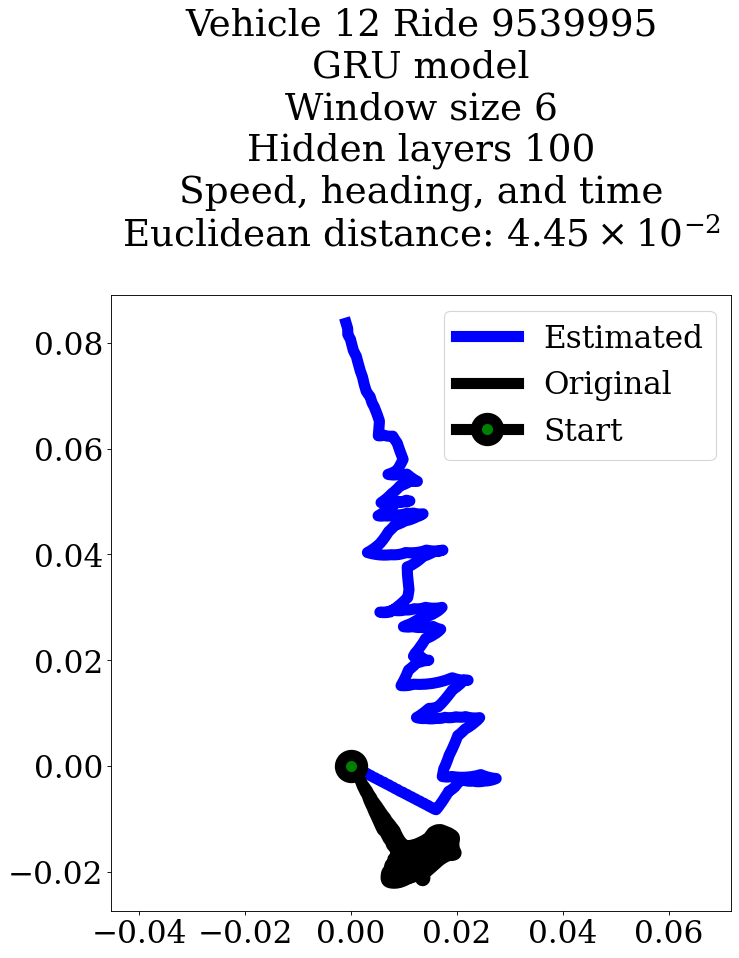 Vehicle 12 Ride 9539995
GRU model
Window size 6
Hidden layers 100
Speed, heading, and time
Euclidean distance: 4.45 × 10⁻²
Estimated
Original
Start
0.08
0.06
0.04
0.02
0.00
−0.02
−0.04 −0.02 0.00 0.02 0.04 0.06